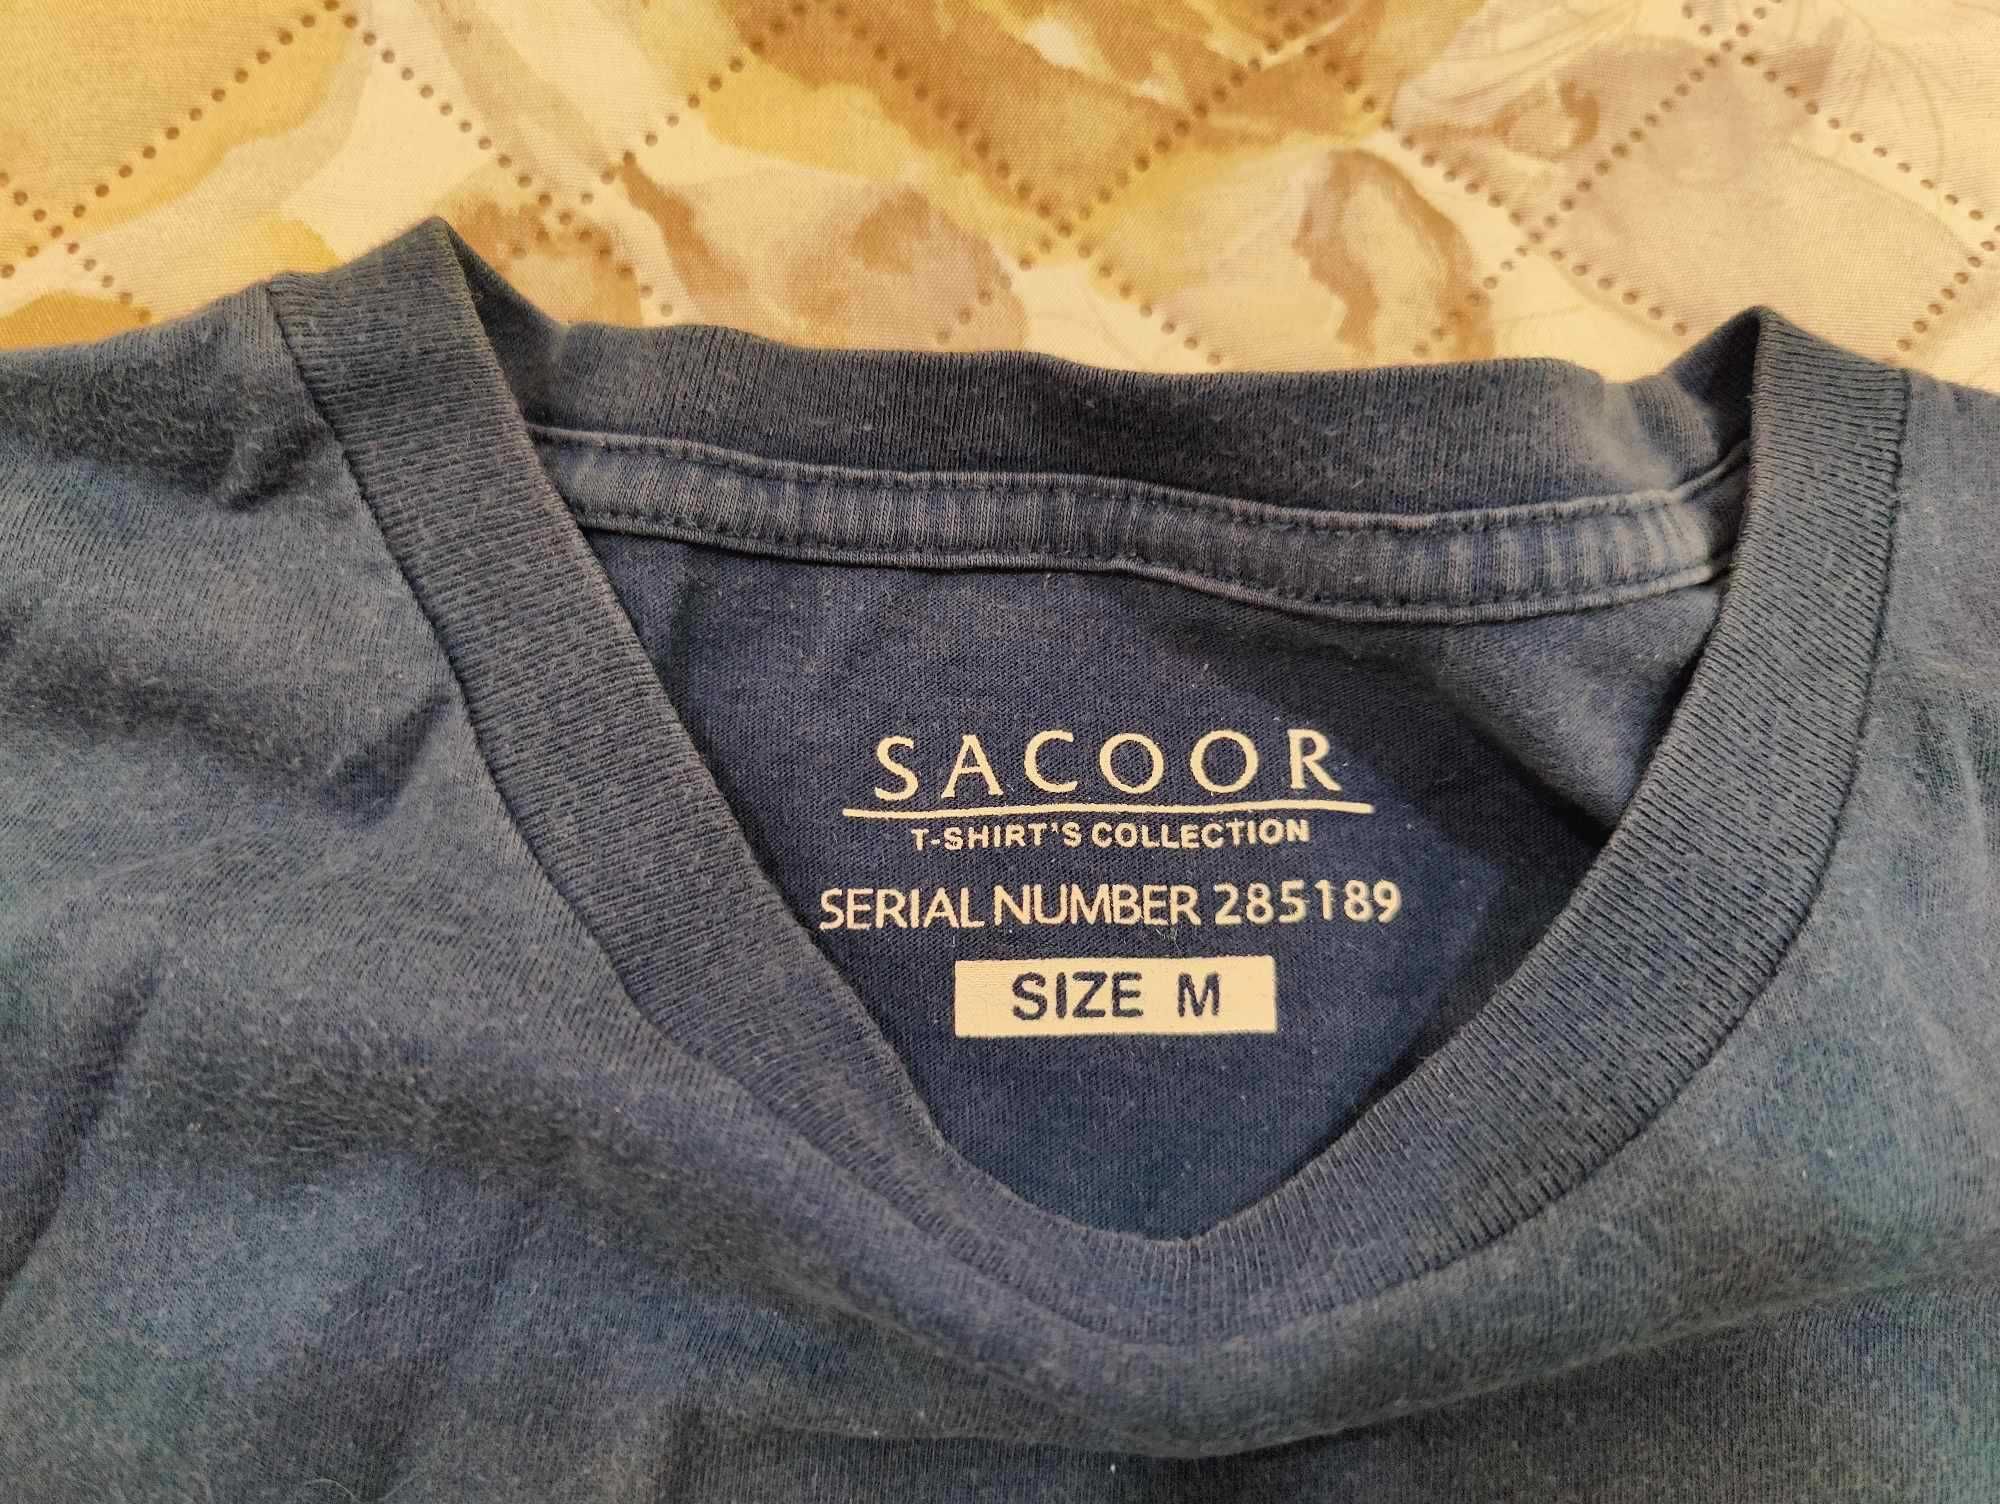 SACOOR
T-SHIRT'S COLLECTION
SERIAL NUMBER 285189
SIZE M